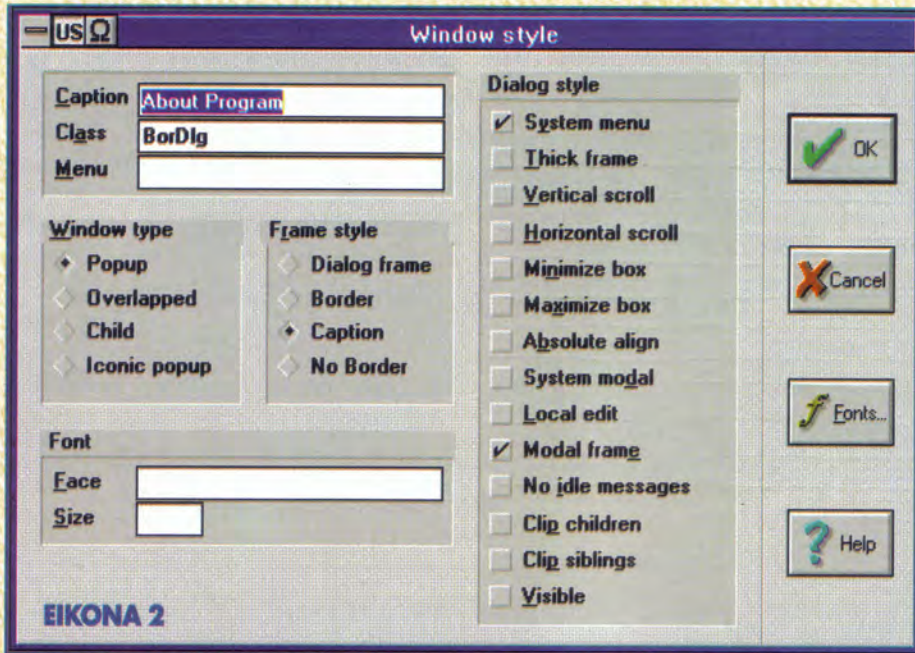 US Ω
Window style
Caption
About Program
Class
BorDlg
Menu
Window type
Popup
Overlapped
Child
Iconic popup
Frame style
Dialog frame
Border
Caption
No Border
Font
Face
Size
Dialog style
System menu
Thick frame
Vertical scroll
Horizontal scroll
Minimize box
Maximize box
Absolute align
System modal
Local edit
Modal frame
No idle messages
Clip children
Clip siblings
Visible
OK
Cancel
Fonts...
Help
ΕΙΚΟΝΑ 2